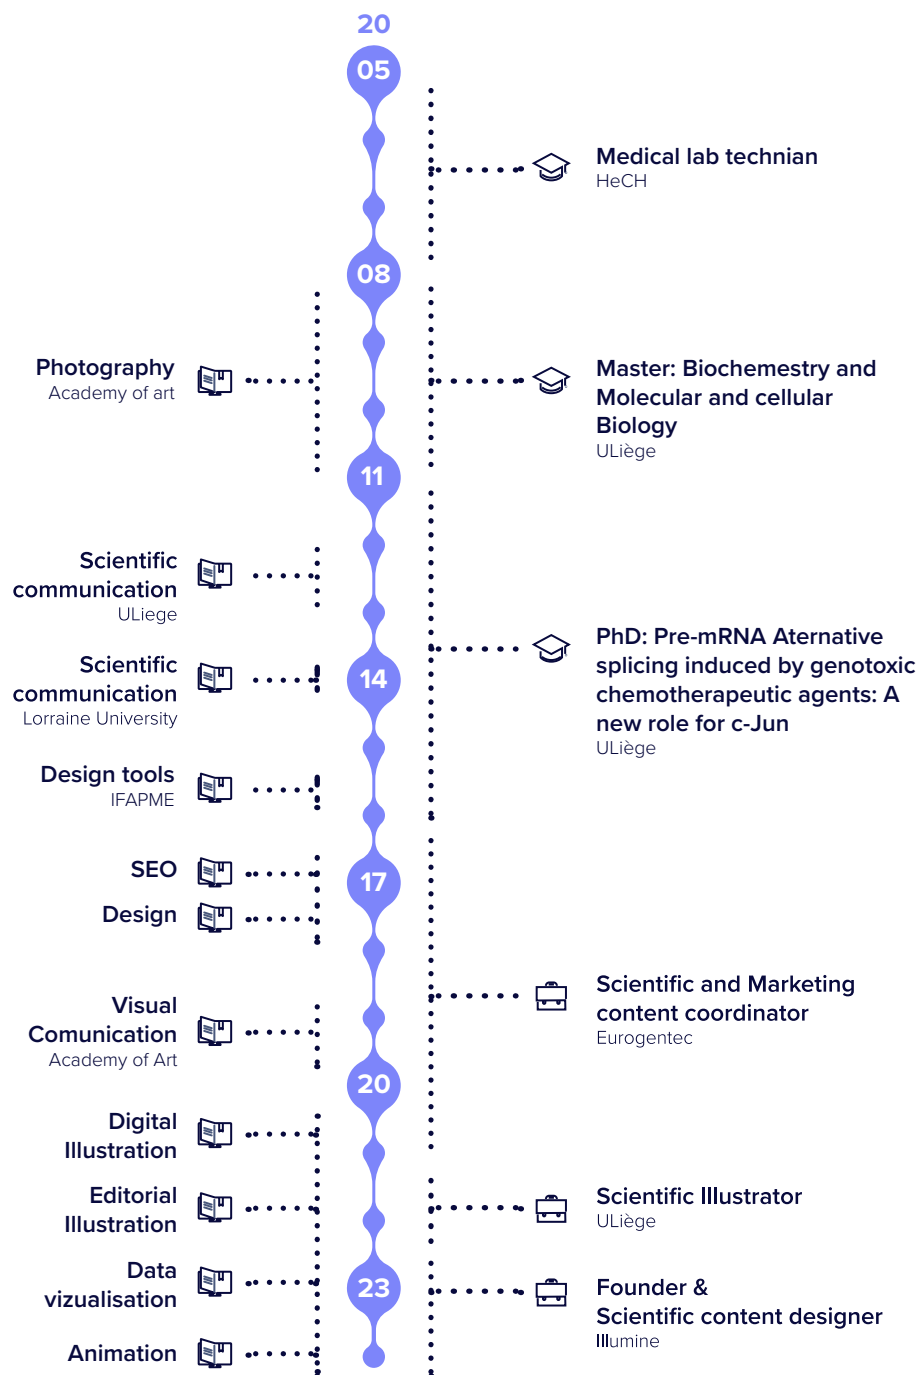 20
05
Medical lab technian
HeCH
08
Photography
Academy of art
Master: Biochemestry and
Molecular and cellular
Biology
ULiège
11
Scientific
communication
ULiege
PhD: Pre-mRNA Aternative
splicing induced by genotoxic
chemotherapeutic agents: A
new role for c-Jun
ULiège
Scientific
communication
Lorraine University
14
Design tools
IFAPME
SEO
17
Design
Scientific and Marketing
content coordinator
Eurogentec
Visual
Comunication
Academy of Art
20
Digital
Illustration
Editorial
Illustration
Scientific Illustrator
ULiège
Data
vizualisation
23
Founder &
Scientific content designer
Illumine
Animation